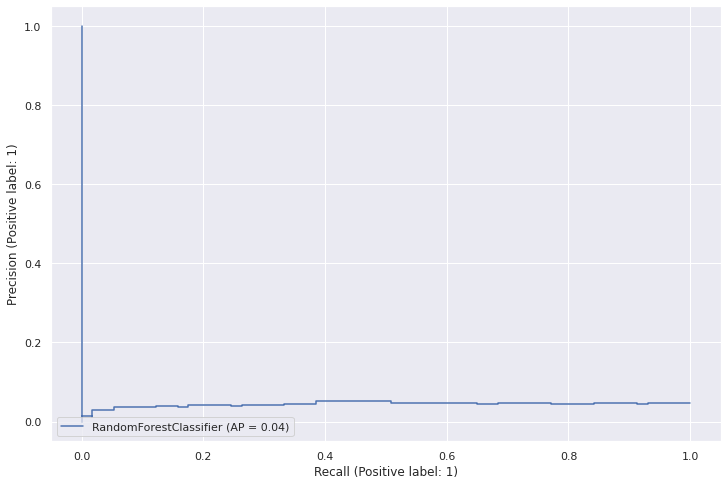 1.0
0.8
0.6
0.4
0.2
0.0
Precision (Positive label: 1)
RandomForestClassifier (AP = 0.04)
0.0 0.2 0.4 0.6 0.8 1.0
Recall (Positive label: 1)